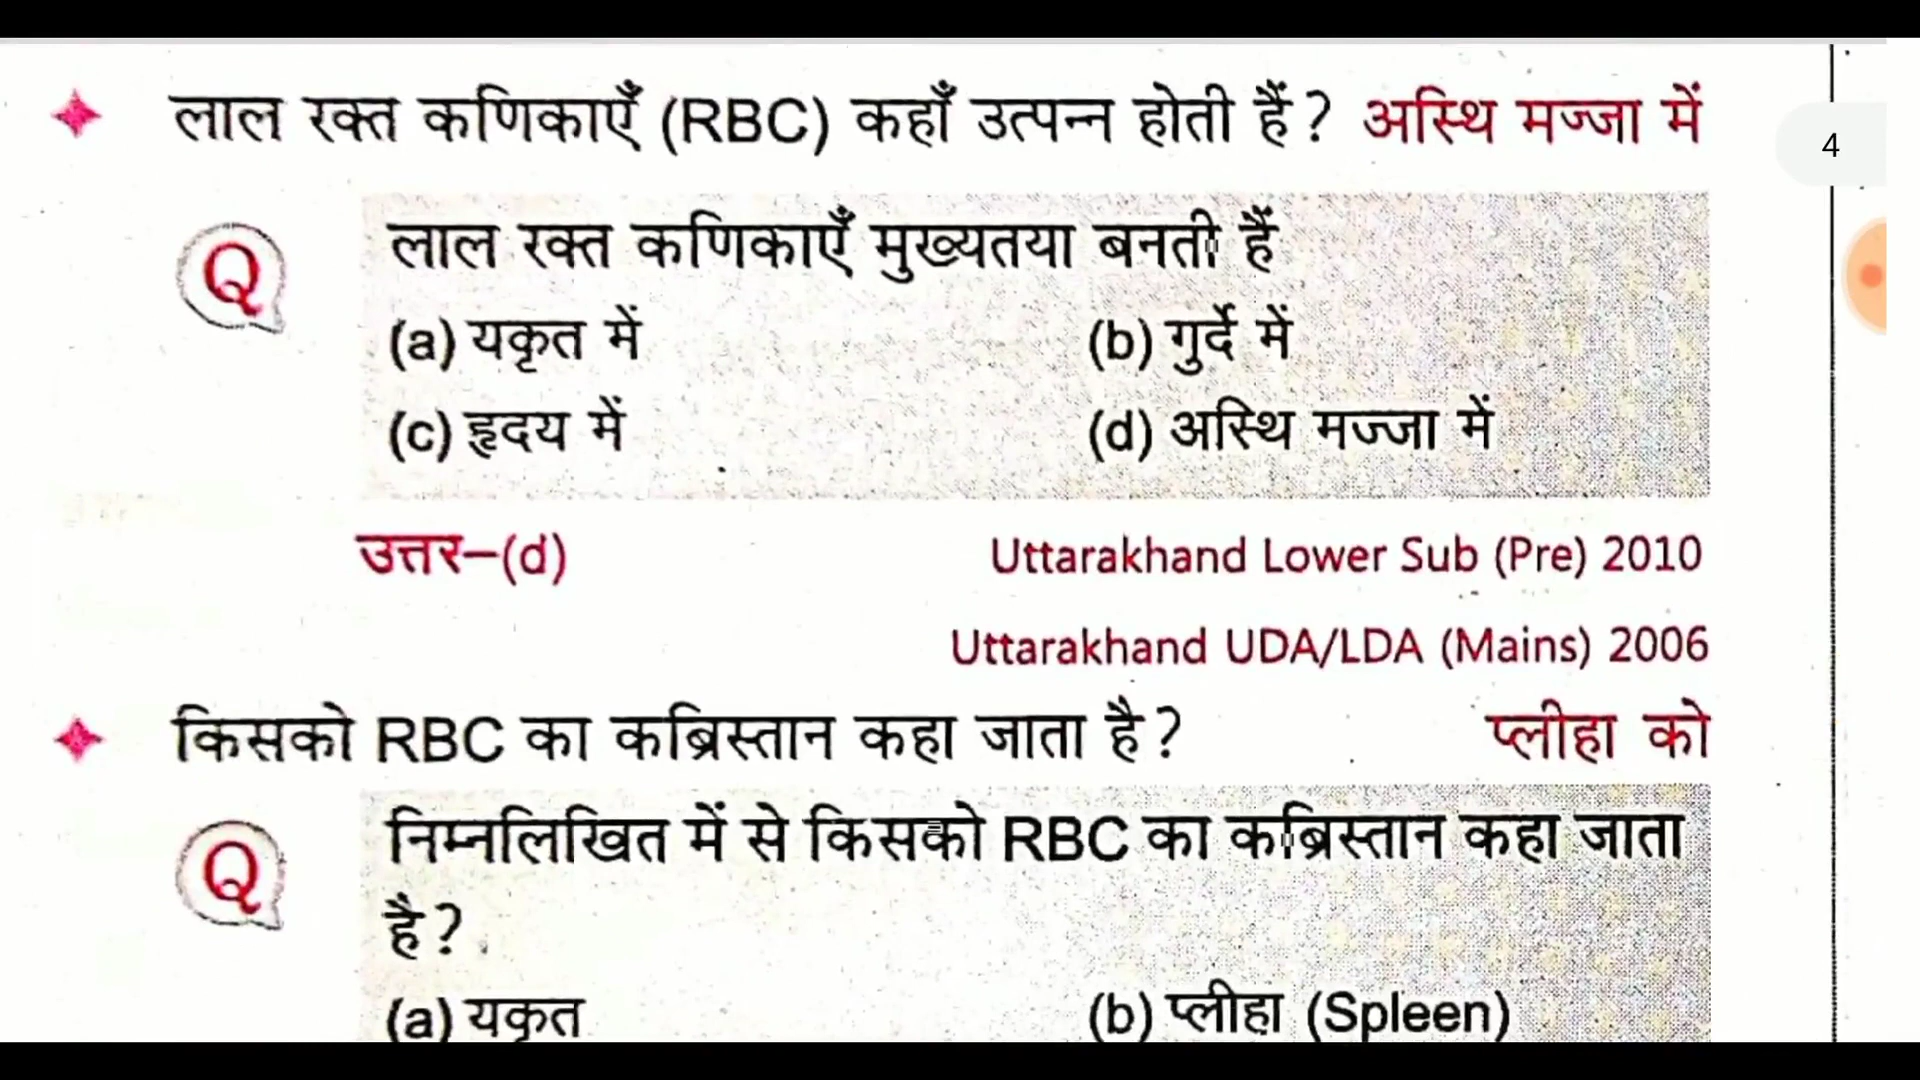 लाल रक्त कणिकाएँ (RBC) कहाँ उत्पन्न होती हैं? अस्थि मज्जा में
4
Q लाल रक्त कणिकाएँ मुख्यतया बनती हैं
(a) यकृत में (b) गुर्दे में
(c) हृदय में (d) अस्थि मज्जा में
उत्तर–(d) Uttarakhand Lower Sub (Pre) 2010
Uttarakhand UDA/LDA (Mains) 2006
किसको RBC का कब्रिस्तान कहा जाता है? प्लीहा को
Q निम्नलिखित में से किसको RBC का कब्रिस्तान कहा जाता
है?
(a) यकृत (b) प्लीहा (Spleen)